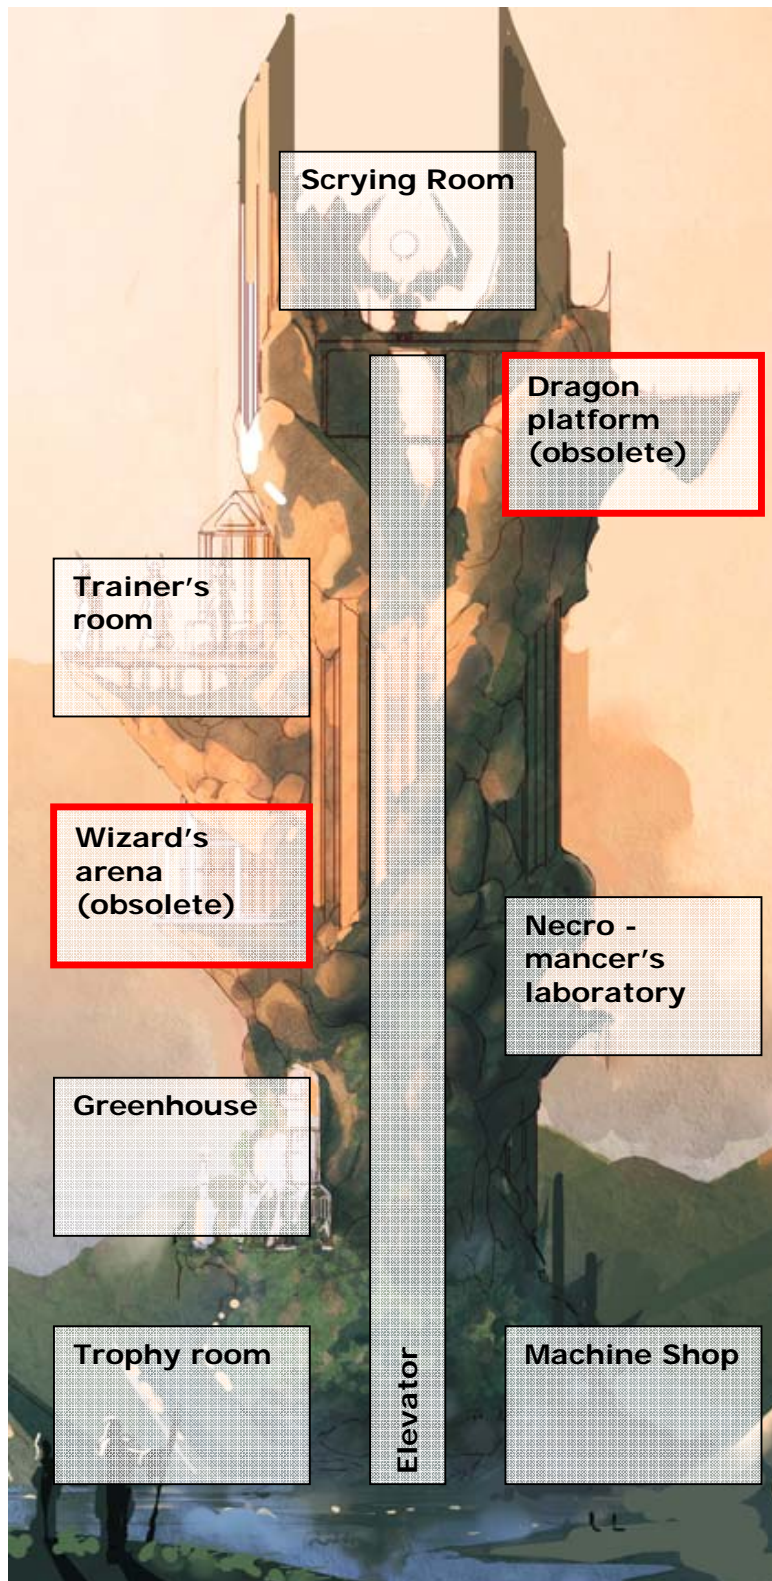 Scrying Room
Dragon
platform
(obsolete)
Trainer's
room
Wizard's
arena
(obsolete)
Necro -
mancer's
laboratory
Greenhouse
Trophy room
Elevator
Machine Shop